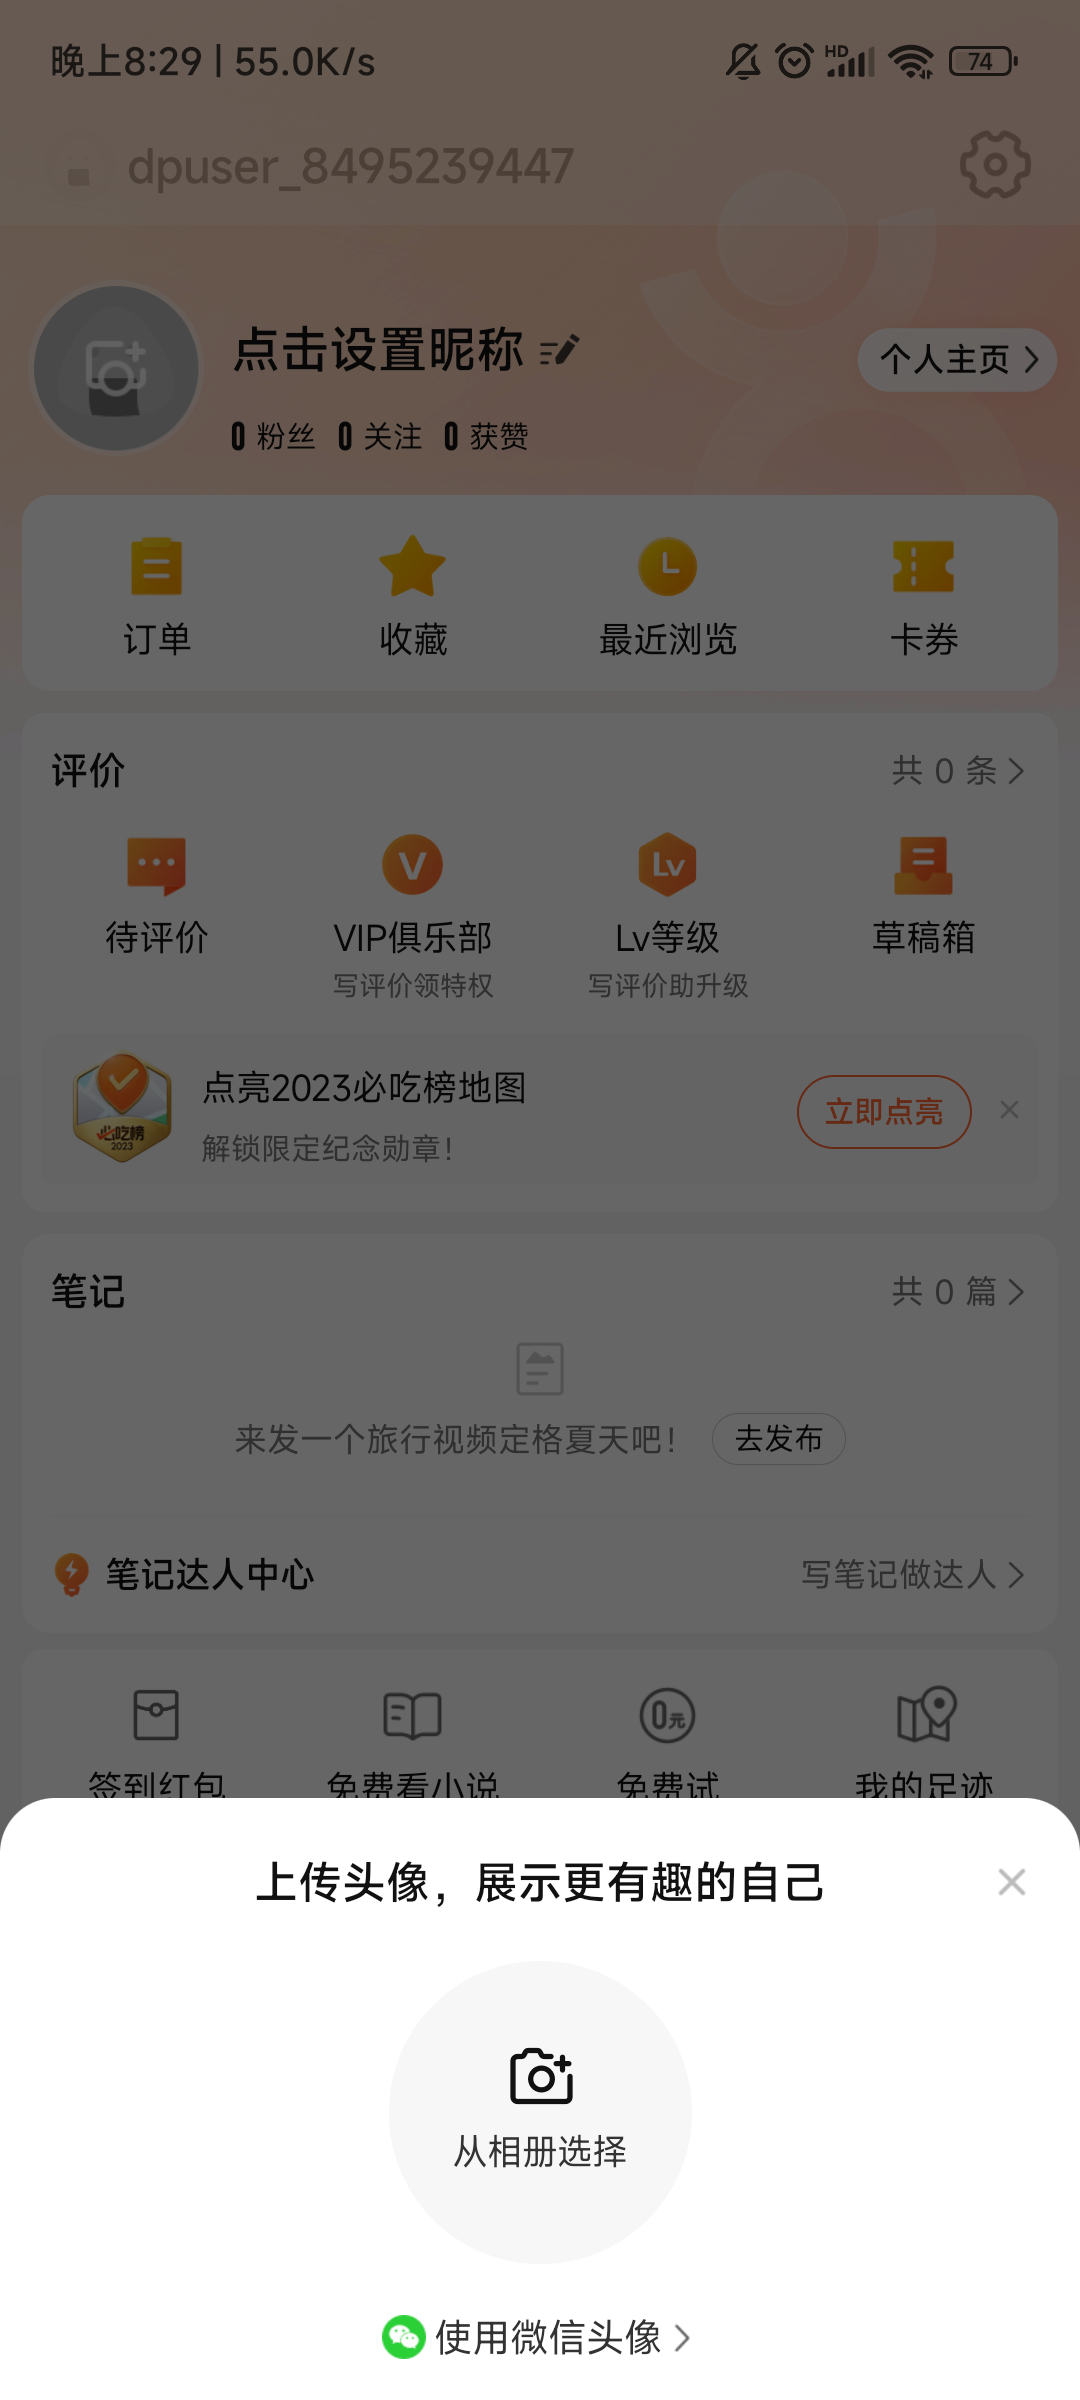 晚上8:29 | 55.0K/s HD 74
dpuser_8495239447
点击设置昵称
个人主页
0 粉丝 0 关注 0 获赞
订单 收藏 最近浏览 卡券
评价 共 0 条
V Lv
待评价 VIP俱乐部 Lv等级 草稿箱
写评价领特权 写评价助升级
点亮2023必吃榜地图
立即点亮
必吃榜
2023
解锁限定纪念勋章！
笔记 共 0 篇
来发一个旅行视频定格夏天吧！ 去发布
笔记达人中心 写笔记做达人
0元
签到红包 免费看小说 免费试 我的足迹
上传头像，展示更有趣的自己
从相册选择
使用微信头像